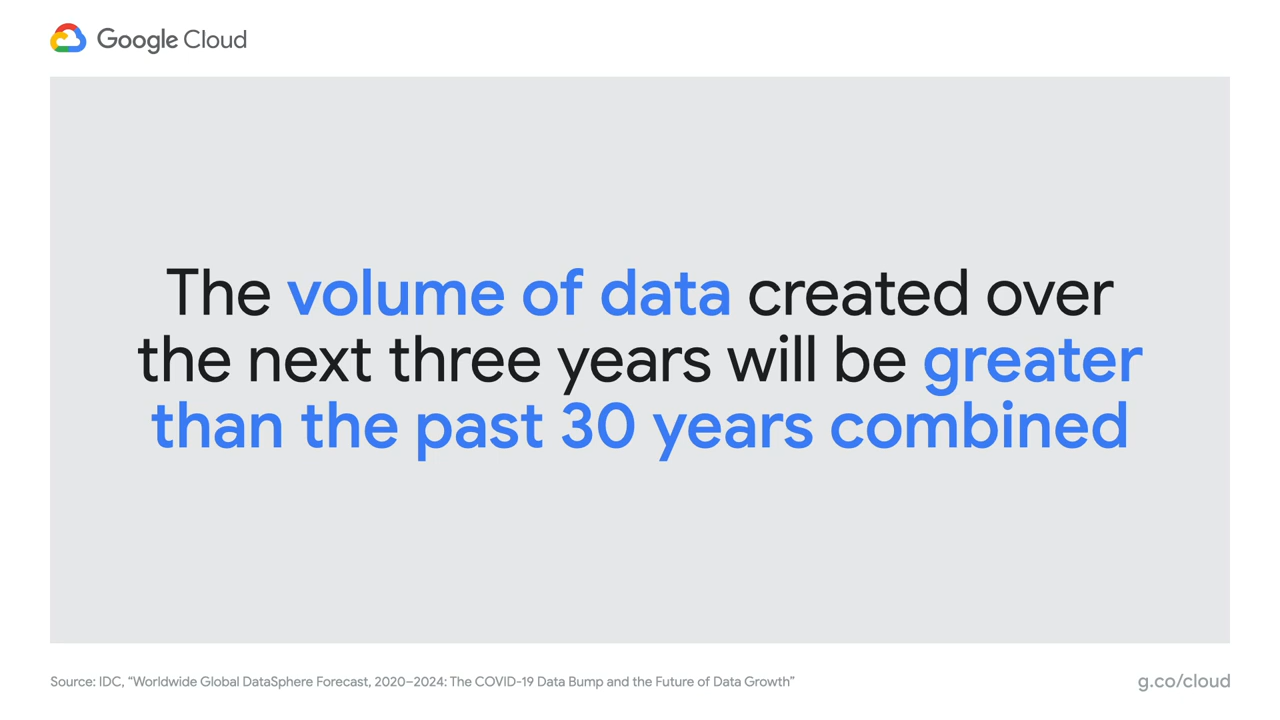 Google Cloud
The volume of data created over
the next three years will be greater
than the past 30 years combined
Source: IDC, “Worldwide Global DataSphere Forecast, 2020–2024: The COVID-19 Data Bump and the Future of Data Growth”
g.co/cloud